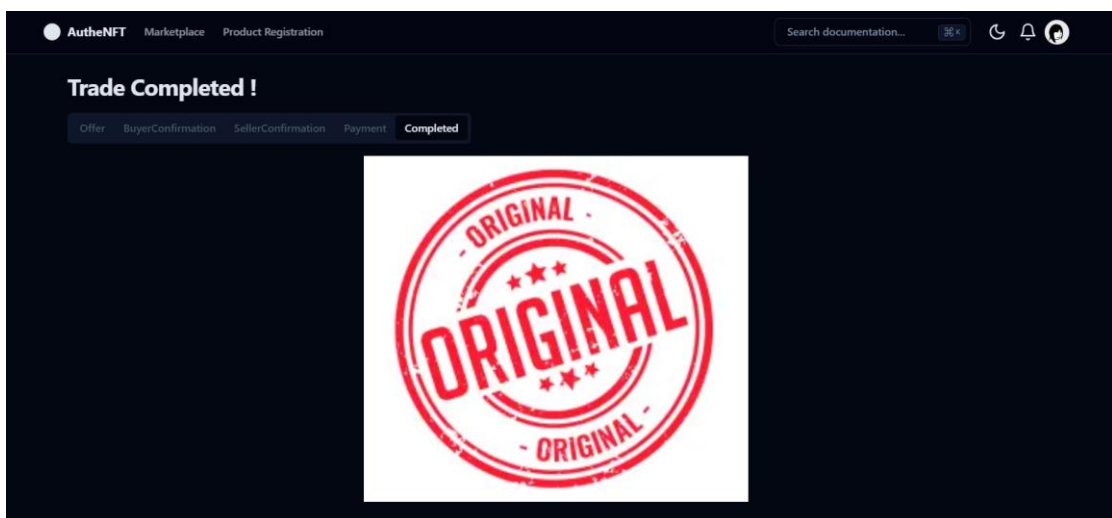 AutheNFT Marketplace Product Registration Search documentation... ⌘K
Trade Completed !
Offer BuyerConfirmation SellerConfirmation Payment Completed
- ORIGINAL -
ORIGINAL
- ORIGINAL -